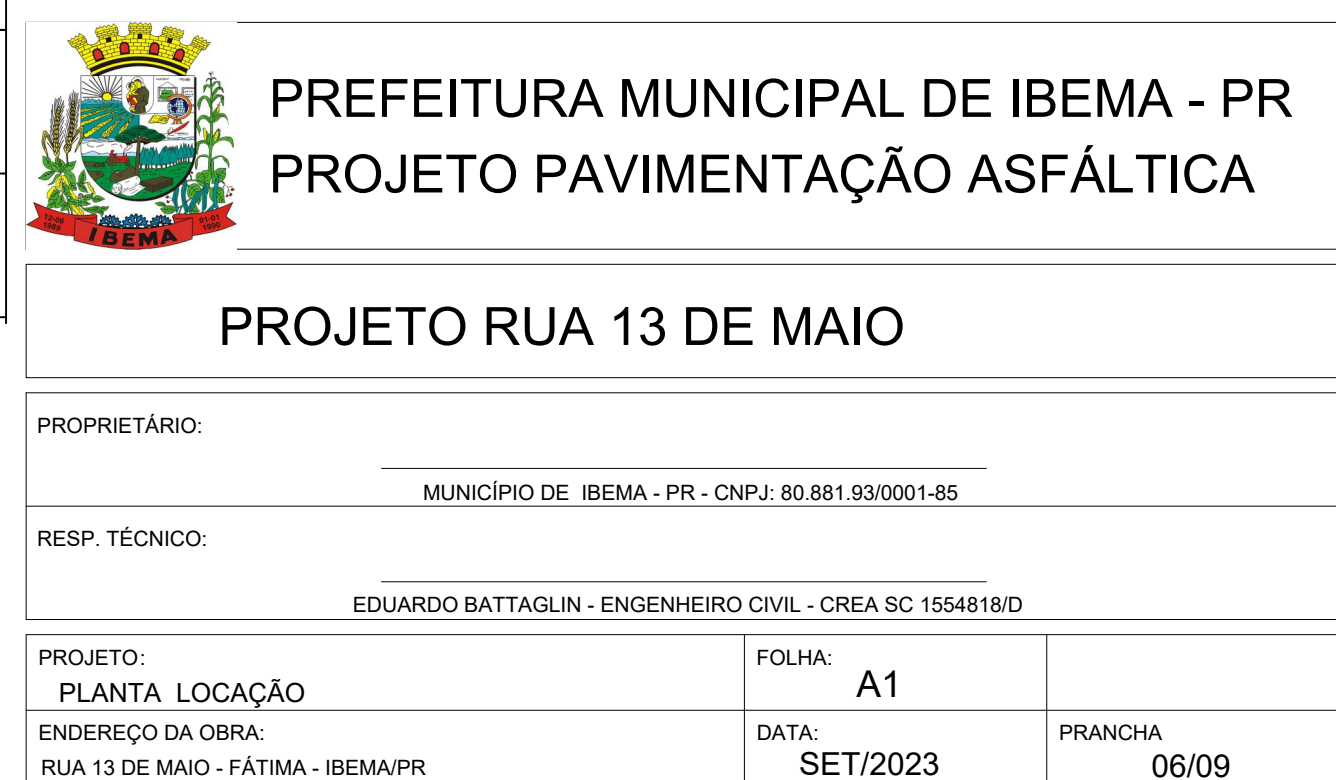 PREFEITURA MUNICIPAL DE IBEMA - PR
PROJETO PAVIMENTAÇÃO ASFÁLTICA
12-06
1989
IBEMA
01-01
1990
PROJETO RUA 13 DE MAIO
PROPRIETÁRIO:
MUNICÍPIO DE IBEMA - PR - CNPJ: 80.881.93/0001-85
RESP. TÉCNICO:
EDUARDO BATTAGLIN - ENGENHEIRO CIVIL - CREA SC 1554818/D
PROJETO:
PLANTA LOCAÇÃO
FOLHA:
A1
ENDEREÇO DA OBRA:
RUA 13 DE MAIO - FÁTIMA - IBEMA/PR
DATA:
SET/2023
PRANCHA
06/09